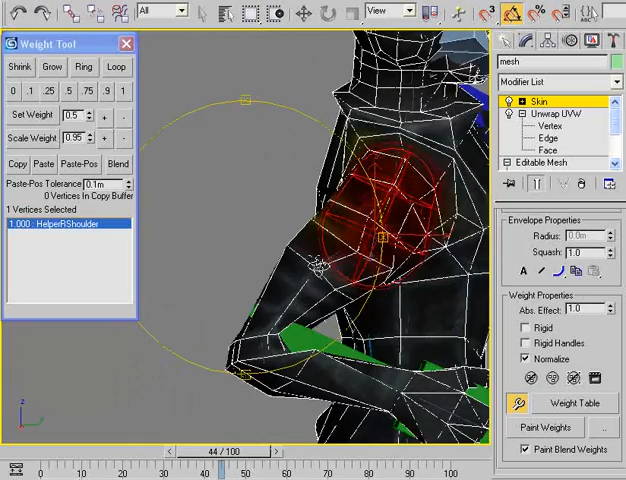 All
View
3
%
Weight Tool
Shrink Grow Ring Loop
0 .1 .25 .5 .75 .9 1
Set Weight 0.5 + -
Scale Weight 0.95 + -
Copy Paste Paste-Pos Blend
Paste-Pos Tolerance 0.1m
0 Vertices In Copy Buffer
1 Vertices Selected
1.000 : HelperRShoulder
mesh
Modifier List
Skin
Unwrap UVW
Vertex
Edge
Face
Editable Mesh
Envelope Properties
Radius: 0.0m
Squash: 1.0
A
Weight Properties
Abs. Effect: 1.0
Rigid
Rigid Handles
Normalize
Weight Table
Paint Weights ..
Paint Blend Weights
z
44 / 100
0 10 20 30 40 50 60 70 80 90 100